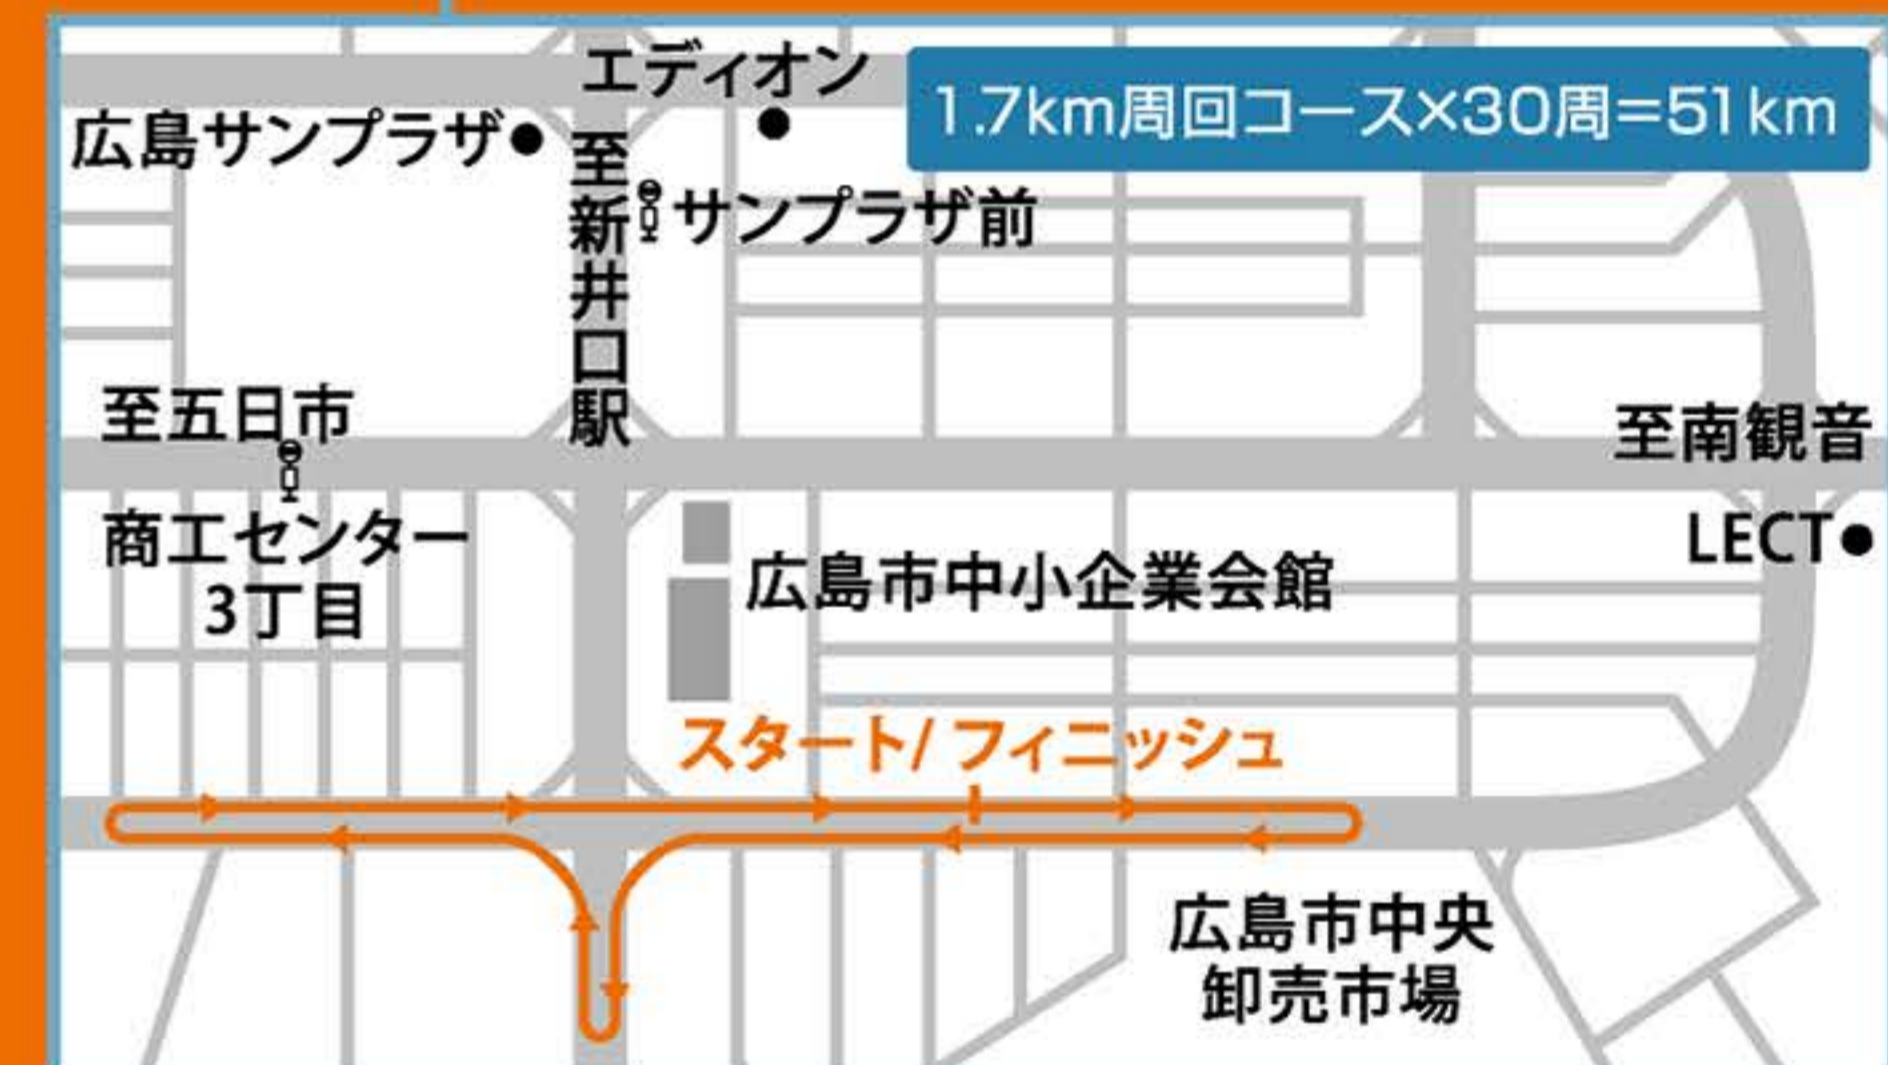 エディオン
1.7km周回コース×30周=51km
広島サンプラザ
至新井口駅
サンプラザ前
至五日市
至南観音
商工センター
3丁目
LECT
広島市中小企業会館
スタート/フィニッシュ
広島市中央
卸売市場